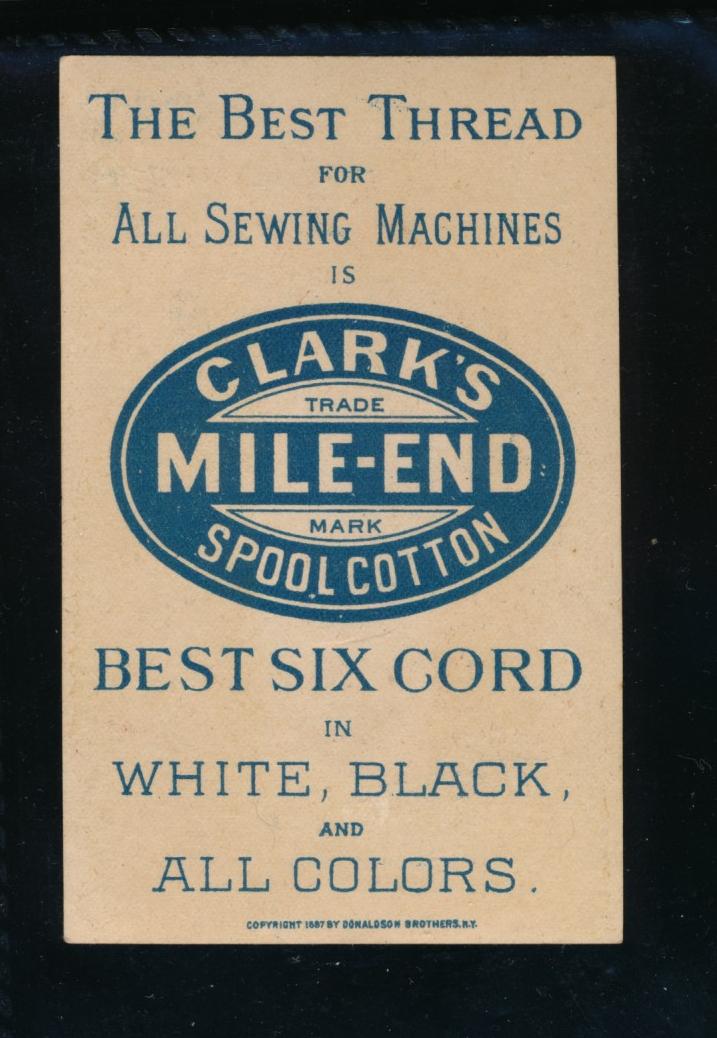 THE BEST THREAD
FOR
ALL SEWING MACHINES
IS
CLARK'S
TRADE
MILE-END
MARK
SPOOL COTTON
BEST SIX CORD
IN
WHITE, BLACK,
AND
ALL COLORS.
COPYRIGHT 1887 BY DONALDSON BROTHERS, N.Y.